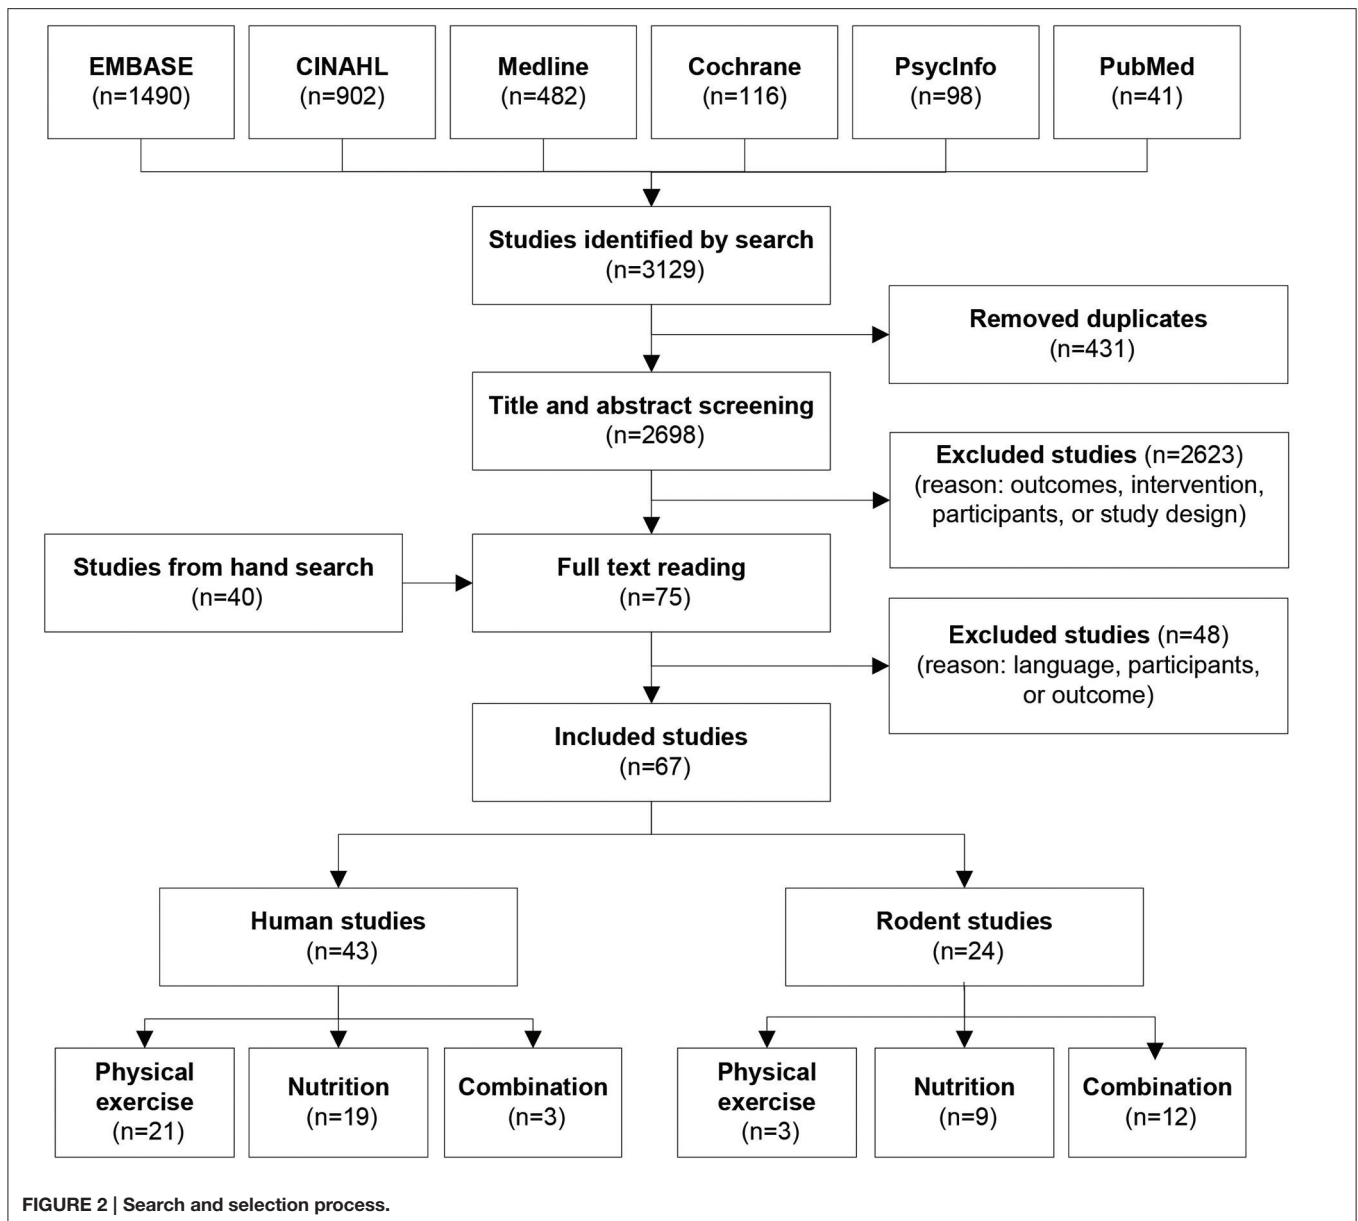 EMBASE
(n=1490)
CINAHL
(n=902)
Medline
(n=482)
Cochrane
(n=116)
PsycInfo
(n=98)
PubMed
(n=41)
Studies identified by search
(n=3129)
Removed duplicates
(n=431)
Title and abstract screening
(n=2698)
Excluded studies (n=2623)
(reason: outcomes, intervention,
participants, or study design)
Studies from hand search
(n=40)
Full text reading
(n=75)
Excluded studies (n=48)
(reason: language, participants,
or outcome)
Included studies
(n=67)
Human studies
(n=43)
Rodent studies
(n=24)
Physical
exercise
(n=21)
Nutrition
(n=19)
Combination
(n=3)
Physical
exercise
(n=3)
Nutrition
(n=9)
Combination
(n=12)
FIGURE 2 | Search and selection process.